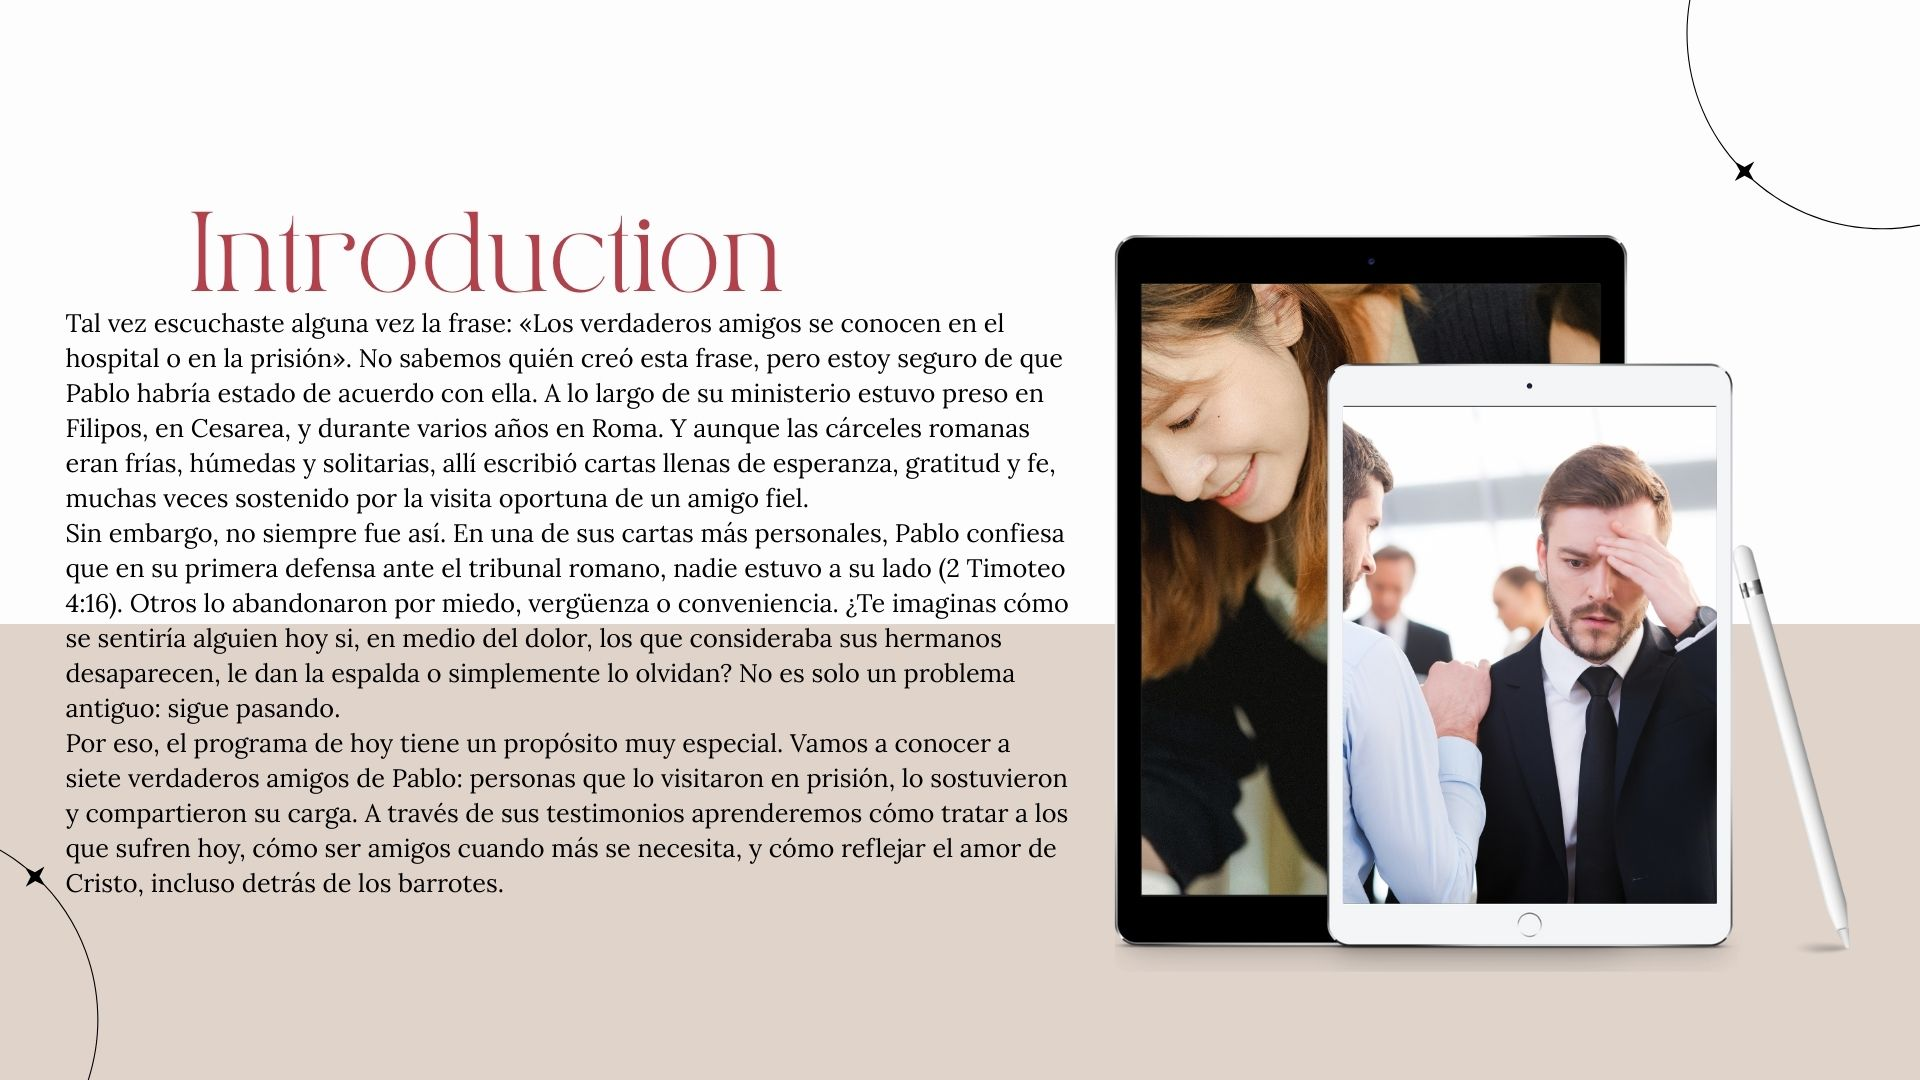 Introduction
Tal vez escuchaste alguna vez la frase: «Los verdaderos amigos se conocen en el
hospital o en la prisión». No sabemos quién creó esta frase, pero estoy seguro de que
Pablo habría estado de acuerdo con ella. A lo largo de su ministerio estuvo preso en
Filipos, en Cesarea, y durante varios años en Roma. Y aunque las cárceles romanas
eran frías, húmedas y solitarias, allí escribió cartas llenas de esperanza, gratitud y fe,
muchas veces sostenido por la visita oportuna de un amigo fiel.
Sin embargo, no siempre fue así. En una de sus cartas más personales, Pablo confiesa
que en su primera defensa ante el tribunal romano, nadie estuvo a su lado (2 Timoteo
4:16). Otros lo abandonaron por miedo, vergüenza o conveniencia. ¿Te imaginas cómo
se sentiría alguien hoy si, en medio del dolor, los que consideraba sus hermanos
desaparecen, le dan la espalda o simplemente lo olvidan? No es solo un problema
antiguo: sigue pasando.
Por eso, el programa de hoy tiene un propósito muy especial. Vamos a conocer a
siete verdaderos amigos de Pablo: personas que lo visitaron en prisión, lo sostuvieron
y compartieron su carga. A través de sus testimonios aprenderemos cómo tratar a los
que sufren hoy, cómo ser amigos cuando más se necesita, y cómo reflejar el amor de
Cristo, incluso detrás de los barrotes.